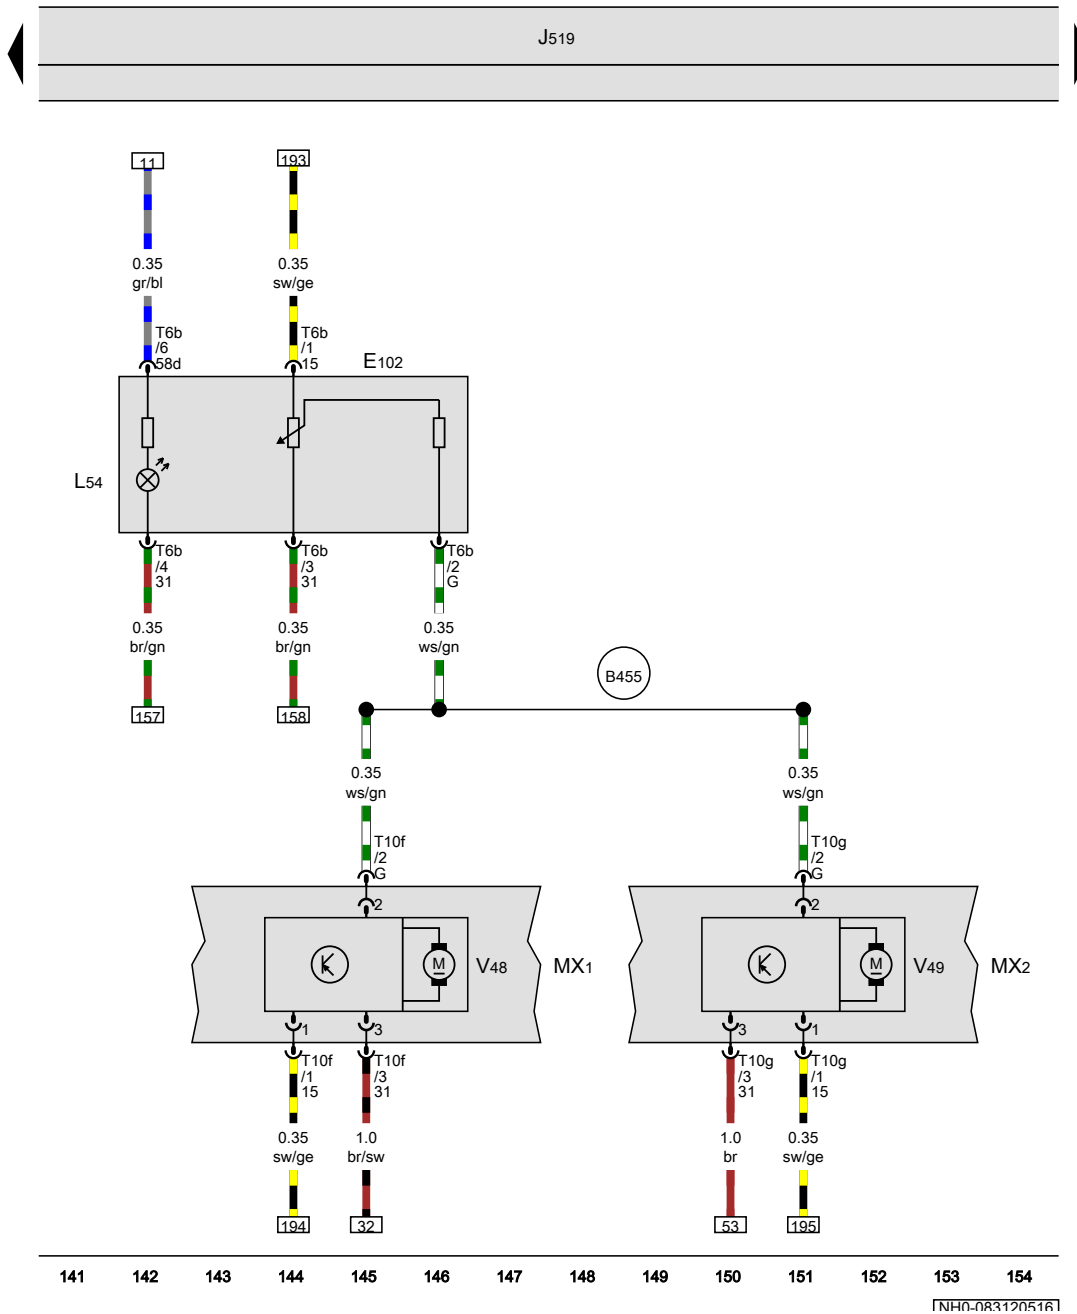 J519
11
193
0.35
gr/bl
0.35
sw/ge
T6b
/6
58d
T6b
/1
15
E102
L54
T6b
/4
31
T6b
/3
31
T6b
/2
G
0.35
br/gn
0.35
br/gn
0.35
ws/gn
B455
157
158
0.35
ws/gn
0.35
ws/gn
T10f
/2
G
T10g
/2
G
2
2
M
V48
MX1
M
V49
MX2
1
3
3
1
T10f
/1
15
T10f
/3
31
T10g
/3
31
T10g
/1
15
0.35
sw/ge
1.0
br/sw
1.0
br
0.35
sw/ge
194
32
53
195
141 142 143 144 145 146 147 148 149 150 151 152 153 154
NH0-083120516